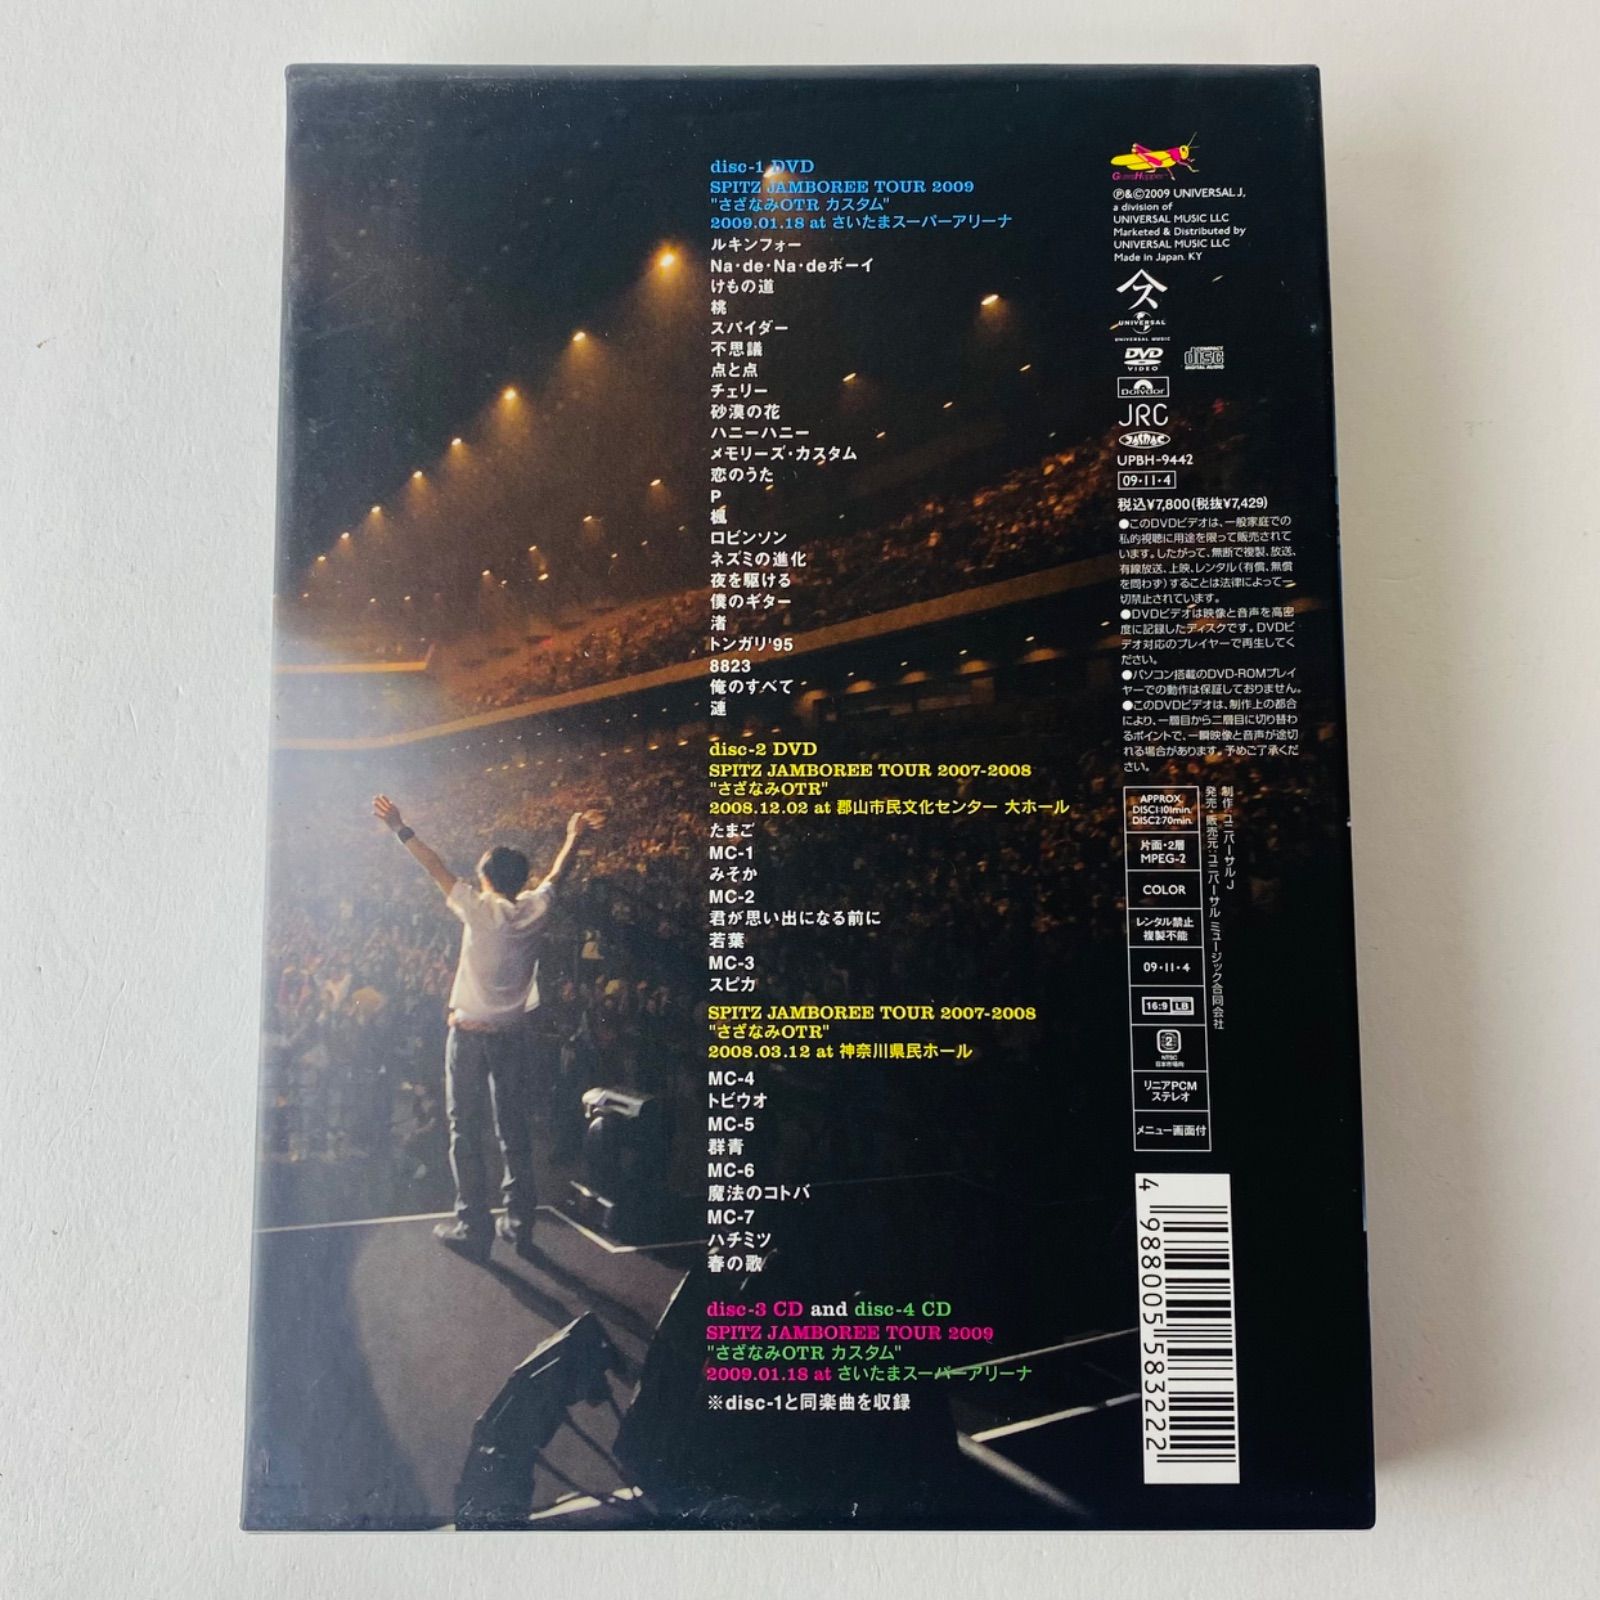 disc-1 DVD
SPITZ JAMBOREE TOUR 2009
"さざなみOTR カスタム"
2009.01.18 at さいたまスーパーアリーナ
ルキンフォー
Na・de・Na・deボーイ
けもの道
桃
スパイダー
不思議
点と点
チェリー
砂漠の花
ハニーハニー
メモリーズ・カスタム
恋のうた
P
楓
ロビンソン
ネズミの進化
夜を駆ける
僕のギター
渚
トンガリ'95
8823
俺のすべて
漣
disc-2 DVD
SPITZ JAMBOREE TOUR 2007-2008
"さざなみOTR"
2008.12.02 at 郡山市民文化センター 大ホール
たまご
MC-1
みそか
MC-2
君が思い出になる前に
若葉
MC-3
スピカ
SPITZ JAMBOREE TOUR 2007-2008
"さざなみOTR"
2008.03.12 at 神奈川県民ホール
MC-4
トビウオ
MC-5
群青
MC-6
魔法のコトバ
MC-7
ハチミツ
春の歌
disc-3 CD and disc-4 CD
SPITZ JAMBOREE TOUR 2009
"さざなみOTR カスタム"
2009.01.18 at さいたまスーパーアリーナ
※disc-1と同楽曲を収録
GrassHopper
℗&©2009 UNIVERSAL J,
a division of
UNIVERSAL MUSIC LLC
Marketed & Distributed by
UNIVERSAL MUSIC LLC
Made in Japan. KY
ス
UNIVERSAL
UNIVERSAL MUSIC
DVD
VIDEO
COMPACT
disc
DIGITAL AUDIO
Polydor
JRC
UPBH-9442
09・11・4
税込¥7,800(税抜¥7,429)
●このDVDビデオは、一般家庭での
私的視聴に用途を限って販売されて
います。したがって、無断で複製、放送、
有線放送、上映、レンタル(有償、無償
を問わず)することは法律によって一
切禁止されています。
●DVDビデオは映像と音声を高密
度に記録したディスクです。DVDビ
デオ対応のプレイヤーで再生してく
ださい。
●パソコン搭載のDVD-ROMプレイ
ヤーでの動作は保証しておりません。
●このDVDビデオは、制作上の都合
により、一層目から二層目に切り替わ
るポイントで、一瞬映像と音声が途切
れる場合があります。予めご了承くだ
さい。
APPROX.
DISC1:101min.
DISC2:70min.
片面・2層
MPEG-2
COLOR
レンタル禁止
複製不能
09・11・4
16:9 LB
2
NTSC
日本市場向
リニアPCM
ステレオ
メニュー画面付
制作:ユニバーサルJ
発売・販売元:ユニバーサル ミュージック合同会社
4 988005 583222